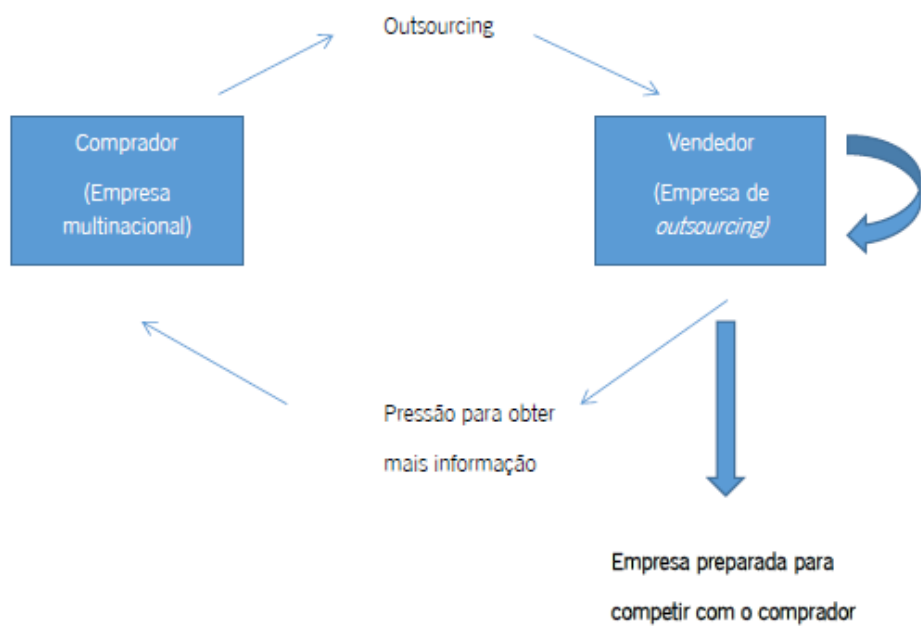 Outsourcing
Comprador
(Empresa
multinacional)
Vendedor
(Empresa de
outsourcing)
Pressão para obter
mais informação
Empresa preparada para
competir com o comprador